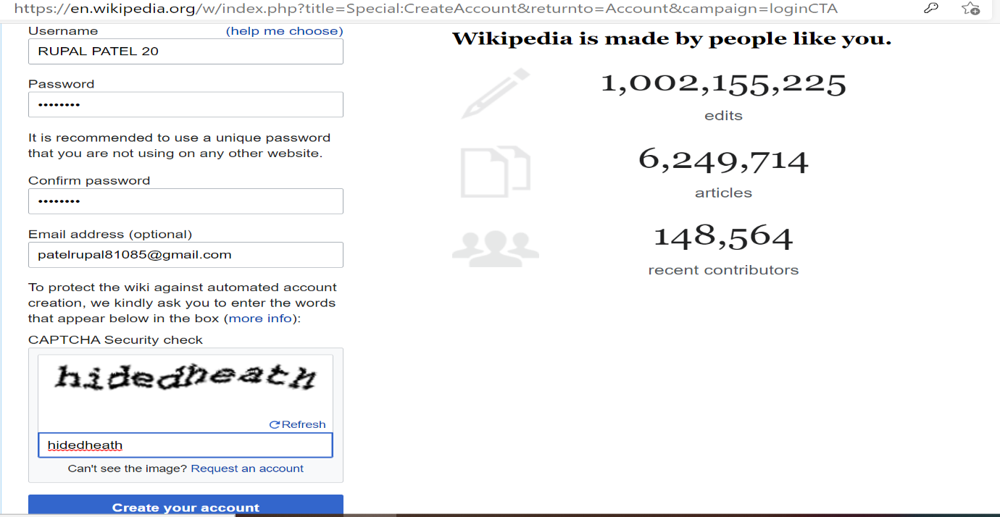 https://en.wikipedia.org/w/index.php?title=Special:CreateAccount&returnto=Account&campaign=loginCTA
Username (help me choose)
RUPAL PATEL 20
Password
••••••••
It is recommended to use a unique password
that you are not using on any other website.
Confirm password
••••••••
Email address (optional)
patelrupal81085@gmail.com
To protect the wiki against automated account
creation, we kindly ask you to enter the words
that appear below in the box (more info):
CAPTCHA Security check
hidedheath
Refresh
hidedheath
Can't see the image? Request an account
Create your account
Wikipedia is made by people like you.
1,002,155,225
edits
6,249,714
articles
148,564
recent contributors